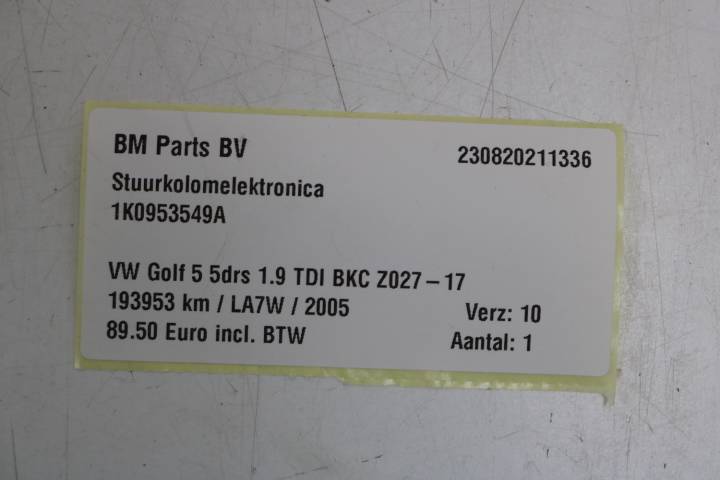 BM Parts BV 230820211336
Stuurkolomelektronica
1K0953549A
VW Golf 5 5drs 1.9 TDI BKC Z027-17
193953 km / LA7W / 2005 Verz: 10
89.50 Euro incl. BTW Aantal: 1